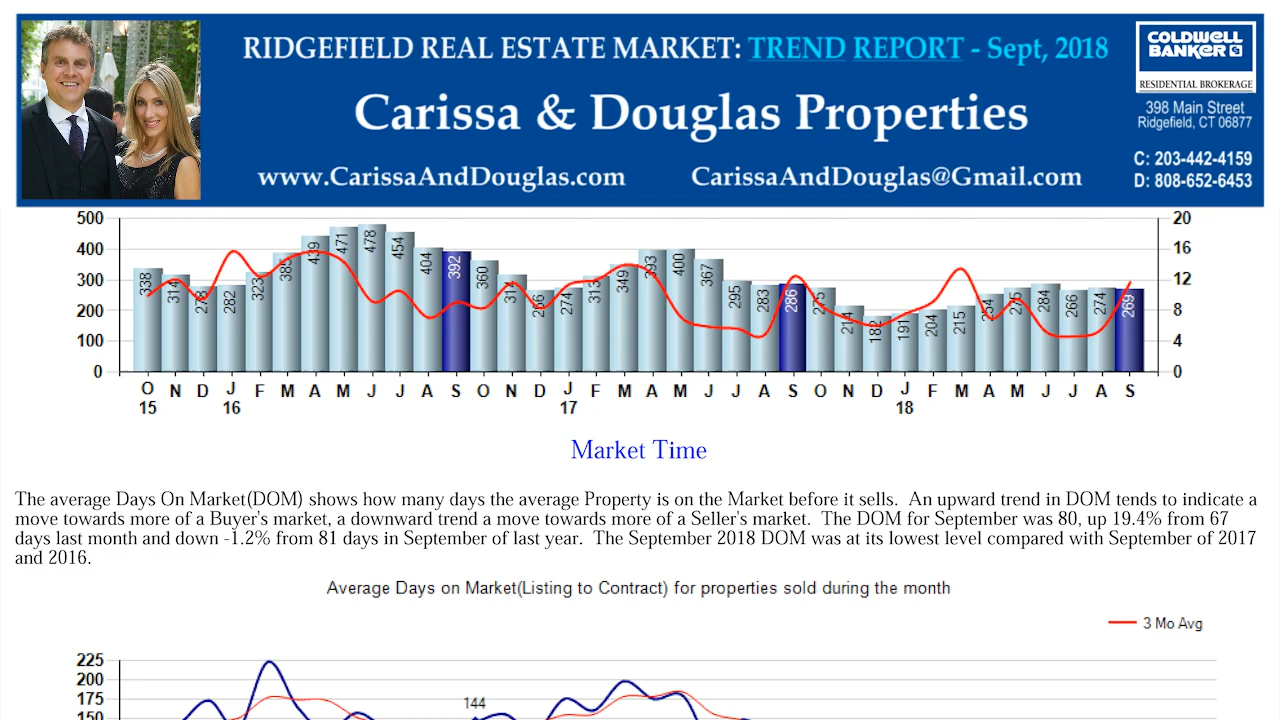 RIDGEFIELD REAL ESTATE MARKET: TREND REPORT - Sept, 2018
Carissa & Douglas Properties
www.CarissaAndDouglas.com CarissaAndDouglas@Gmail.com
COLDWELL
BANKER
RESIDENTIAL BROKERAGE
398 Main Street
Ridgefield, CT 06877
C: 203-442-4159
D: 808-652-6453
500 20
400 16
300 12
200 8
100 4
0 0
338 314 278 282 323 385 439 471 478 454 404 392 360 314 266 274 313 349 393 400 367 295 283 286 275 214 182 191 204 215 254 275 284 266 274 269
O N D J F M A M J J A S O N D J F M A M J J A S O N D J F M A M J J A S
15 16 17 18
Market Time
The average Days On Market(DOM) shows how many days the average Property is on the Market before it sells. An upward trend in DOM tends to indicate a
move towards more of a Buyer's market, a downward trend a move towards more of a Seller's market. The DOM for September was 80, up 19.4% from 67
days last month and down -1.2% from 81 days in September of last year. The September 2018 DOM was at its lowest level compared with September of 2017
and 2016.
Average Days on Market(Listing to Contract) for properties sold during the month
3 Mo Avg
225
200
175
144
150